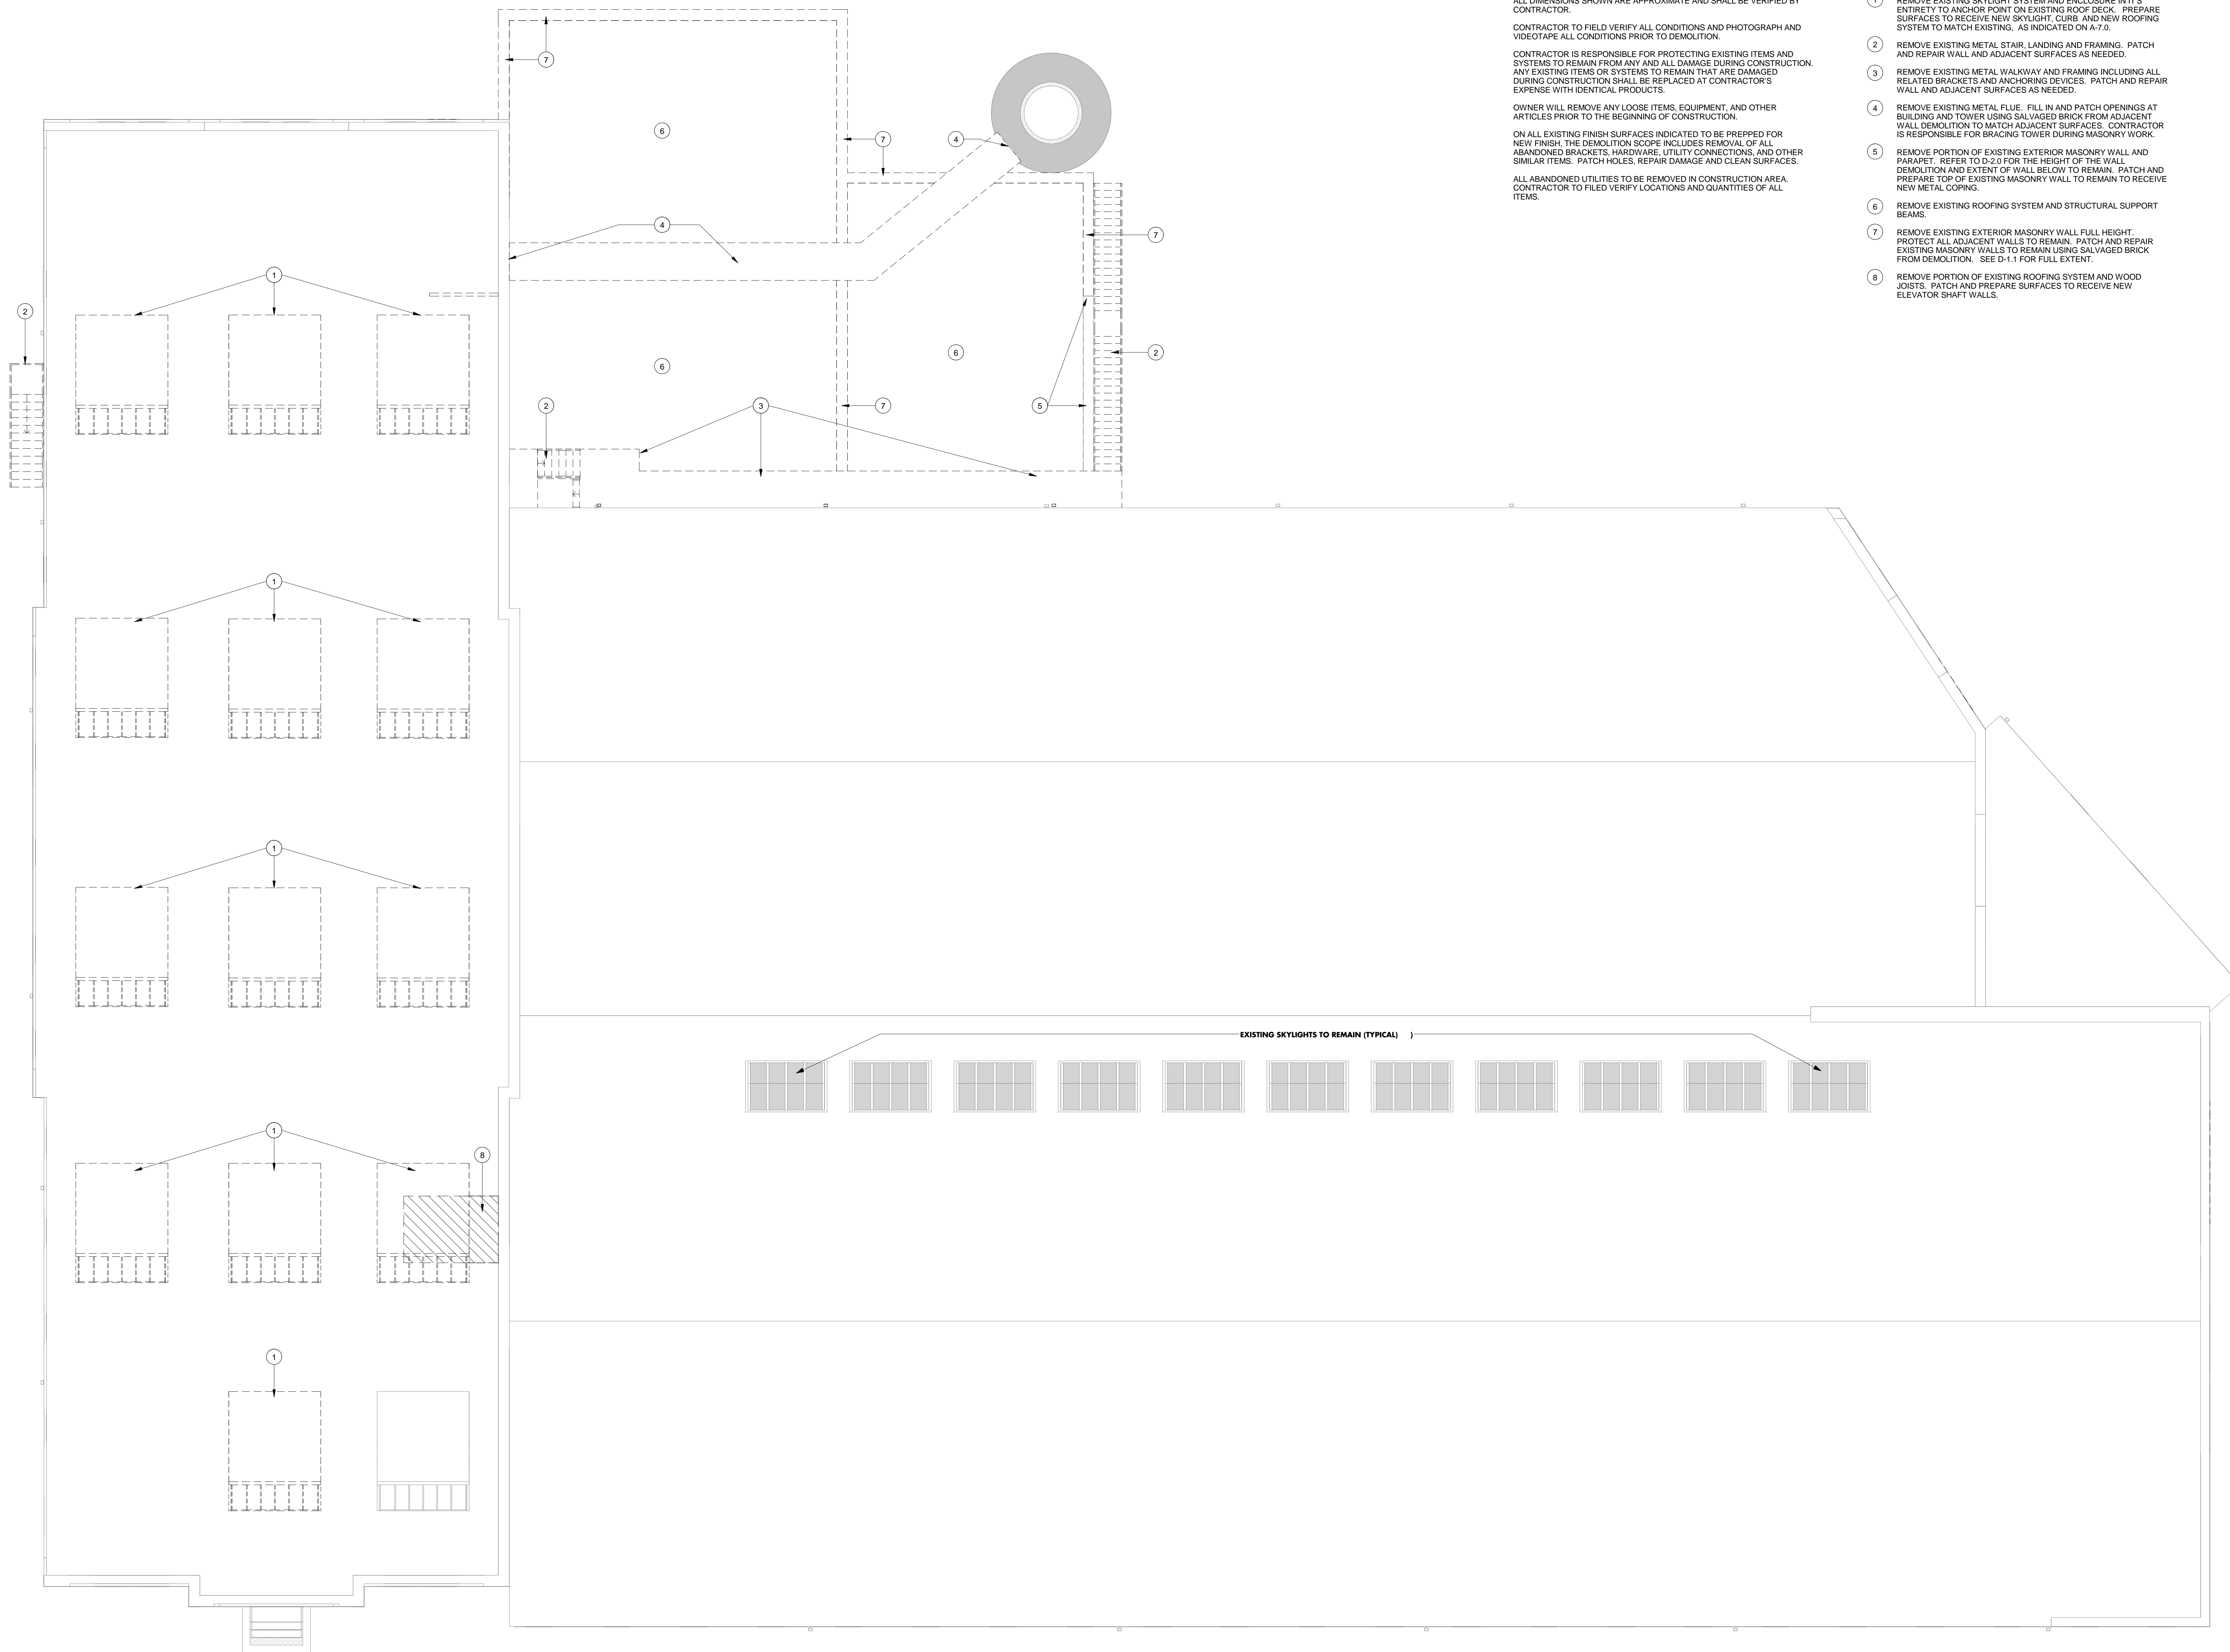 ALL DIMENSIONS SHOWN ARE APPROXIMATE AND SHALL BE VERIFIED BY
CONTRACTOR.
CONTRACTOR TO FIELD VERIFY ALL CONDITIONS AND PHOTOGRAPH AND
VIDEOTAPE ALL CONDITIONS PRIOR TO DEMOLITION.
CONTRACTOR IS RESPONSIBLE FOR PROTECTING EXISTING ITEMS AND
SYSTEMS TO REMAIN FROM ANY AND ALL DAMAGE DURING CONSTRUCTION.
ANY EXISTING ITEMS OR SYSTEMS TO REMAIN THAT ARE DAMAGED
DURING CONSTRUCTION SHALL BE REPLACED AT CONTRACTOR'S
EXPENSE WITH IDENTICAL PRODUCTS.
OWNER WILL REMOVE ANY LOOSE ITEMS, EQUIPMENT, AND OTHER
ARTICLES PRIOR TO THE BEGINNING OF CONSTRUCTION.
ON ALL EXISTING FINISH SURFACES INDICATED TO BE PREPPED FOR
NEW FINISH, THE DEMOLITION SCOPE INCLUDES REMOVAL OF ALL
ABANDONED BRACKETS, HARDWARE, UTILITY CONNECTIONS, AND OTHER
SIMILAR ITEMS. PATCH HOLES, REPAIR DAMAGE AND CLEAN SURFACES.
ALL ABANDONED UTILITIES TO BE REMOVED IN CONSTRUCTION AREA.
CONTRACTOR TO FILED VERIFY LOCATIONS AND QUANTITIES OF ALL
ITEMS.
1 REMOVE EXISTING SKYLIGHT SYSTEM AND ENCLOSURE IN IT'S
ENTIRETY TO ANCHOR POINT ON EXISTING ROOF DECK. PREPARE
SURFACES TO RECEIVE NEW SKYLIGHT, CURB AND NEW ROOFING
SYSTEM TO MATCH EXISTING, AS INDICATED ON A-7.0.
2 REMOVE EXISTING METAL STAIR, LANDING AND FRAMING. PATCH
AND REPAIR WALL AND ADJACENT SURFACES AS NEEDED.
3 REMOVE EXISTING METAL WALKWAY AND FRAMING INCLUDING ALL
RELATED BRACKETS AND ANCHORING DEVICES. PATCH AND REPAIR
WALL AND ADJACENT SURFACES AS NEEDED.
4 REMOVE EXISTING METAL FLUE. FILL IN AND PATCH OPENINGS AT
BUILDING AND TOWER USING SALVAGED BRICK FROM ADJACENT
WALL DEMOLITION TO MATCH ADJACENT SURFACES. CONTRACTOR
IS RESPONSIBLE FOR BRACING TOWER DURING MASONRY WORK.
5 REMOVE PORTION OF EXISTING EXTERIOR MASONRY WALL AND
PARAPET. REFER TO D-2.0 FOR THE HEIGHT OF THE WALL
DEMOLITION AND EXTENT OF WALL BELOW TO REMAIN. PATCH AND
PREPARE TOP OF EXISTING MASONRY WALL TO REMAIN TO RECEIVE
NEW METAL COPING.
6 REMOVE EXISTING ROOFING SYSTEM AND STRUCTURAL SUPPORT
BEAMS.
7 REMOVE EXISTING EXTERIOR MASONRY WALL FULL HEIGHT.
PROTECT ALL ADJACENT WALLS TO REMAIN. PATCH AND REPAIR
EXISTING MASONRY WALLS TO REMAIN USING SALVAGED BRICK
FROM DEMOLITION. SEE D-1.1 FOR FULL EXTENT.
8 REMOVE PORTION OF EXISTING ROOFING SYSTEM AND WOOD
JOISTS. PATCH AND PREPARE SURFACES TO RECEIVE NEW
ELEVATOR SHAFT WALLS.
7
6
7
4
4
7
1
2
2
6
6
2
3
7
5
1
1
EXISTING SKYLIGHTS TO REMAIN (TYPICAL) )
1
8
1